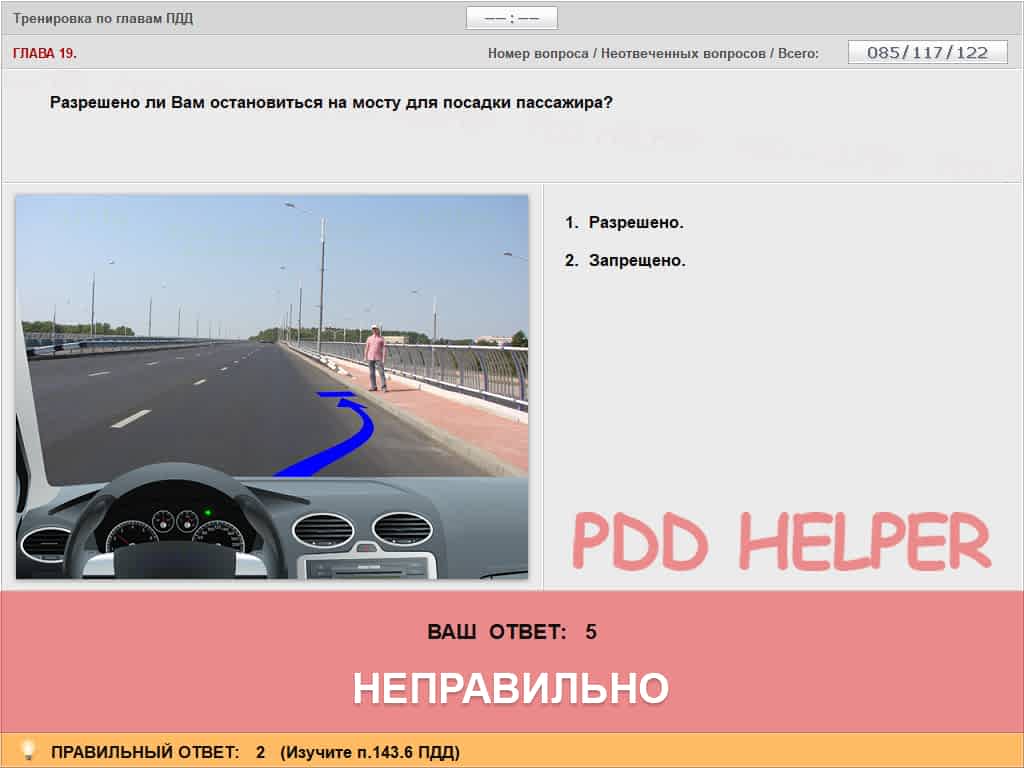 Тренировка по главам ПДД
—— : ——
ГЛАВА 19.
Номер вопроса / Неотвеченных вопросов / Всего:
085/117/122
Разрешено ли Вам остановиться на мосту для посадки пассажира?
1. Разрешено.
2. Запрещено.
PDD HELPER
ВАШ ОТВЕТ: 5
НЕПРАВИЛЬНО
ПРАВИЛЬНЫЙ ОТВЕТ: 2 (Изучите п.143.6 ПДД)